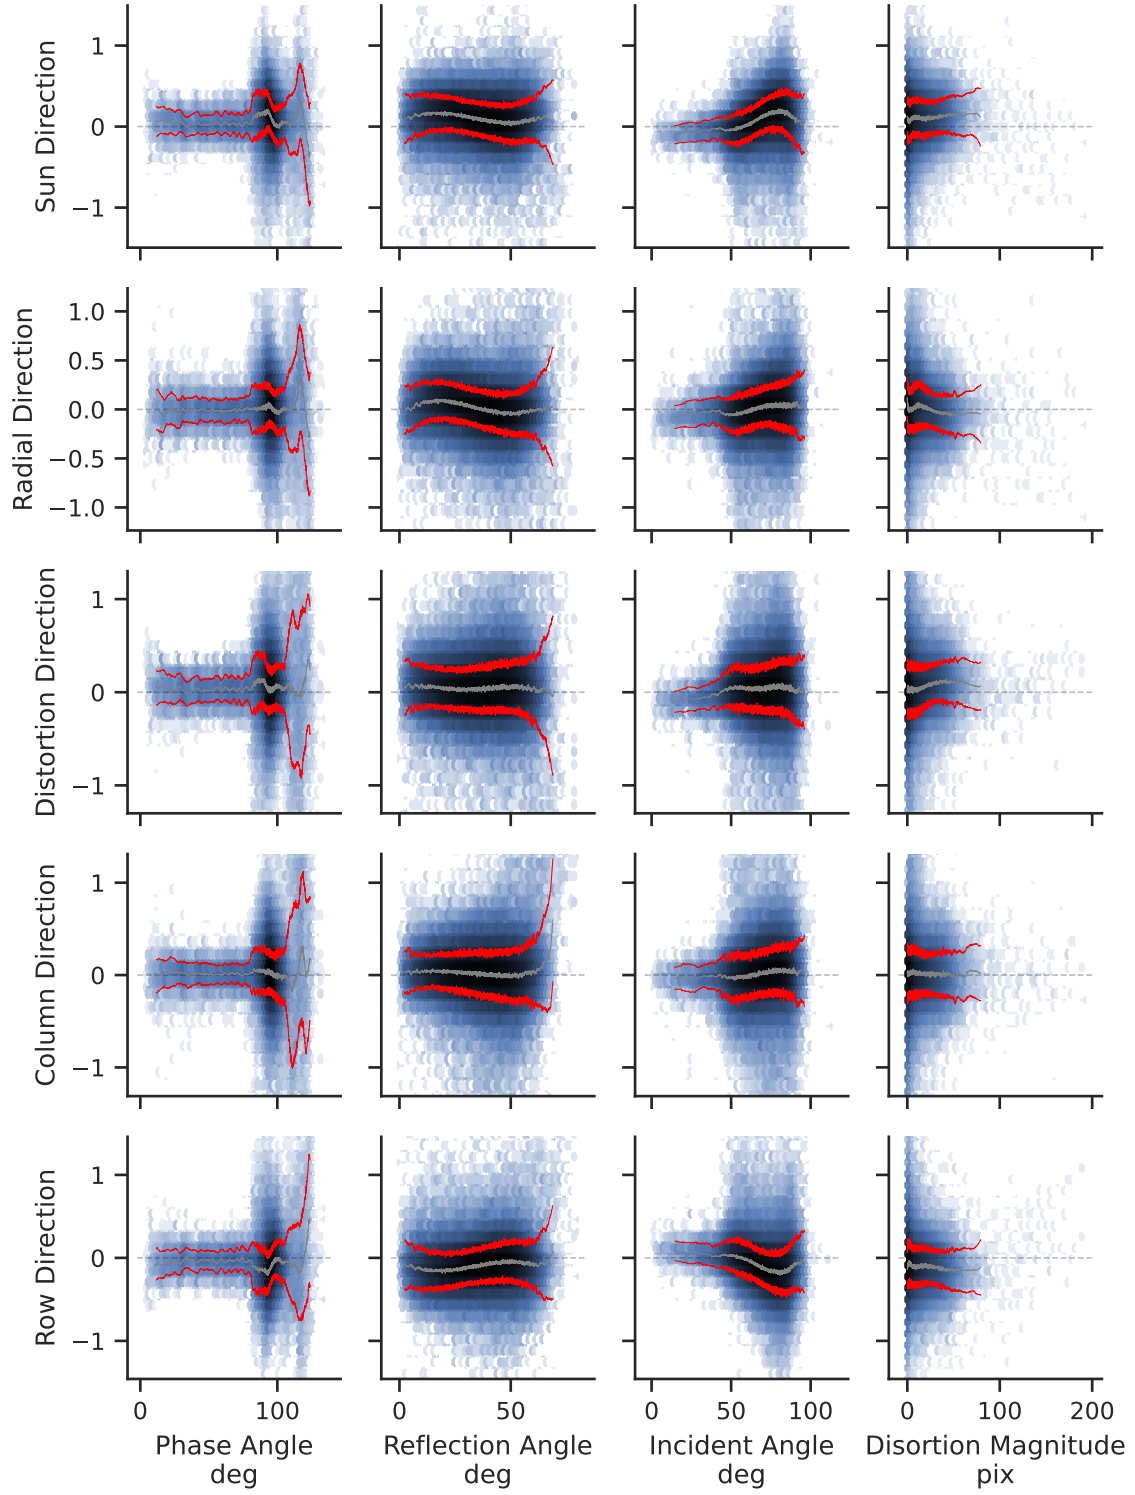 Sun Direction
1
0
−1
Radial Direction
1.0
0.5
0.0
−0.5
−1.0
Distortion Direction
1
0
−1
Column Direction
1
0
−1
Row Direction
1
0
−1
0 100
0 50
0 50 100
0 100 200
Phase Angle
deg
Reflection Angle
deg
Incident Angle
deg
Disortion Magnitude
pix